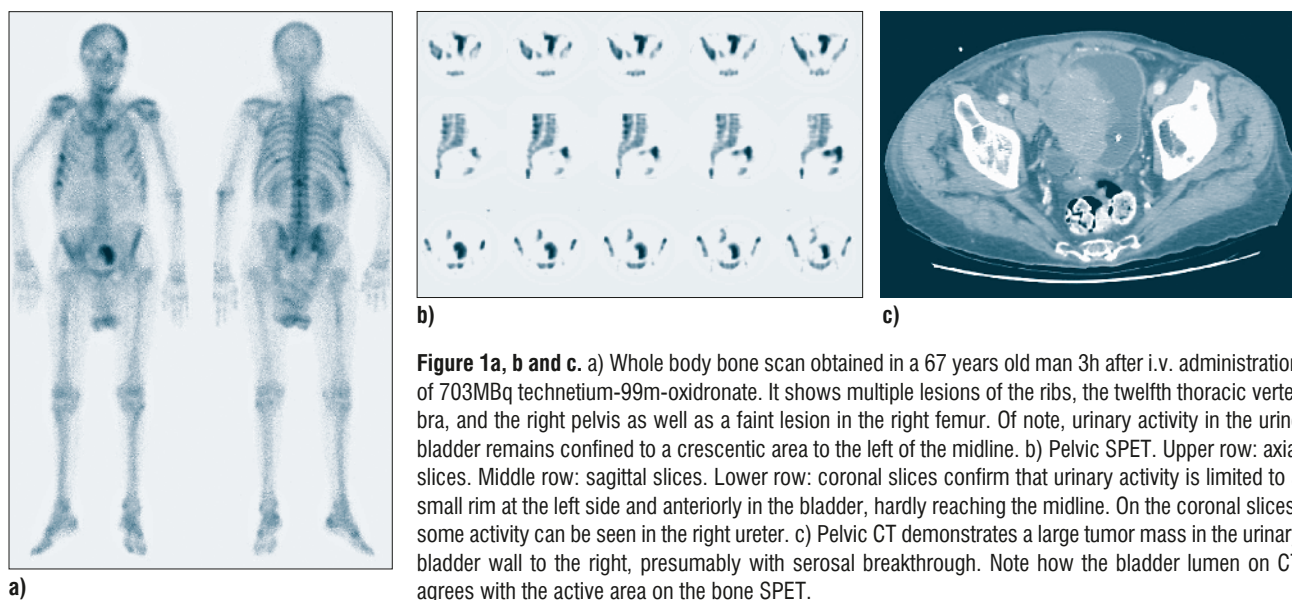 b)
c)
Figure 1a, b and c. a) Whole body bone scan obtained in a 67 years old man 3h after i.v. administration
of 703MBq technetium-99m-oxidronate. It shows multiple lesions of the ribs, the twelfth thoracic verte
bra, and the right pelvis as well as a faint lesion in the right femur. Of note, urinary activity in the urine
bladder remains confined to a crescentic area to the left of the midline. b) Pelvic SPET. Upper row: axia
slices. Middle row: sagittal slices. Lower row: coronal slices confirm that urinary activity is limited to
small rim at the left side and anteriorly in the bladder, hardly reaching the midline. On the coronal slices,
some activity can be seen in the right ureter. c) Pelvic CT demonstrates a large tumor mass in the urinar
bladder wall to the right, presumably with serosal breakthrough. Note how the bladder lumen on CT
agrees with the active area on the bone SPET.
a)